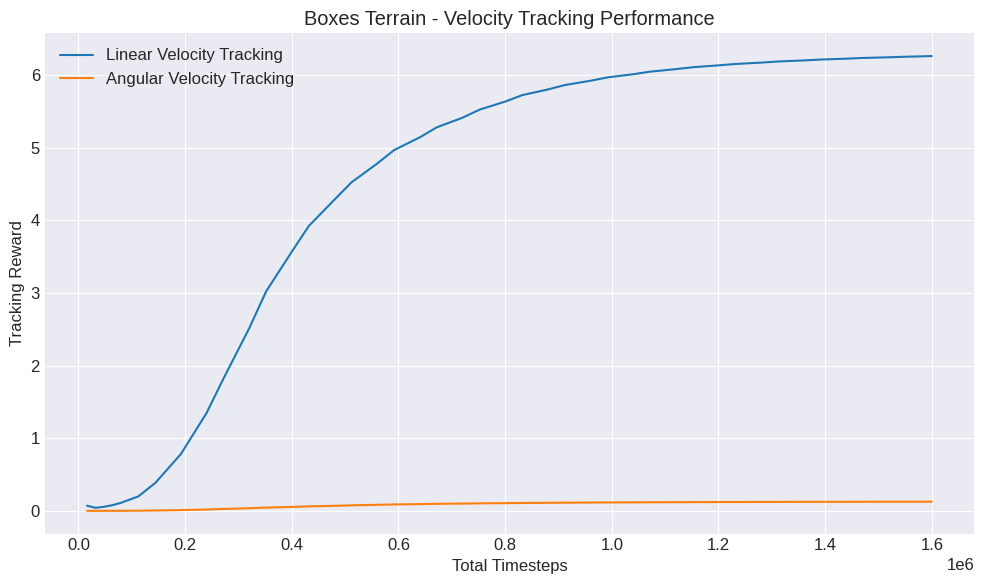 Boxes Terrain - Velocity Tracking Performance
Linear Velocity Tracking
Angular Velocity Tracking
Tracking Reward
6
5
4
3
2
1
0
0.0 0.2 0.4 0.6 0.8 1.0 1.2 1.4 1.6
1e6
Total Timesteps